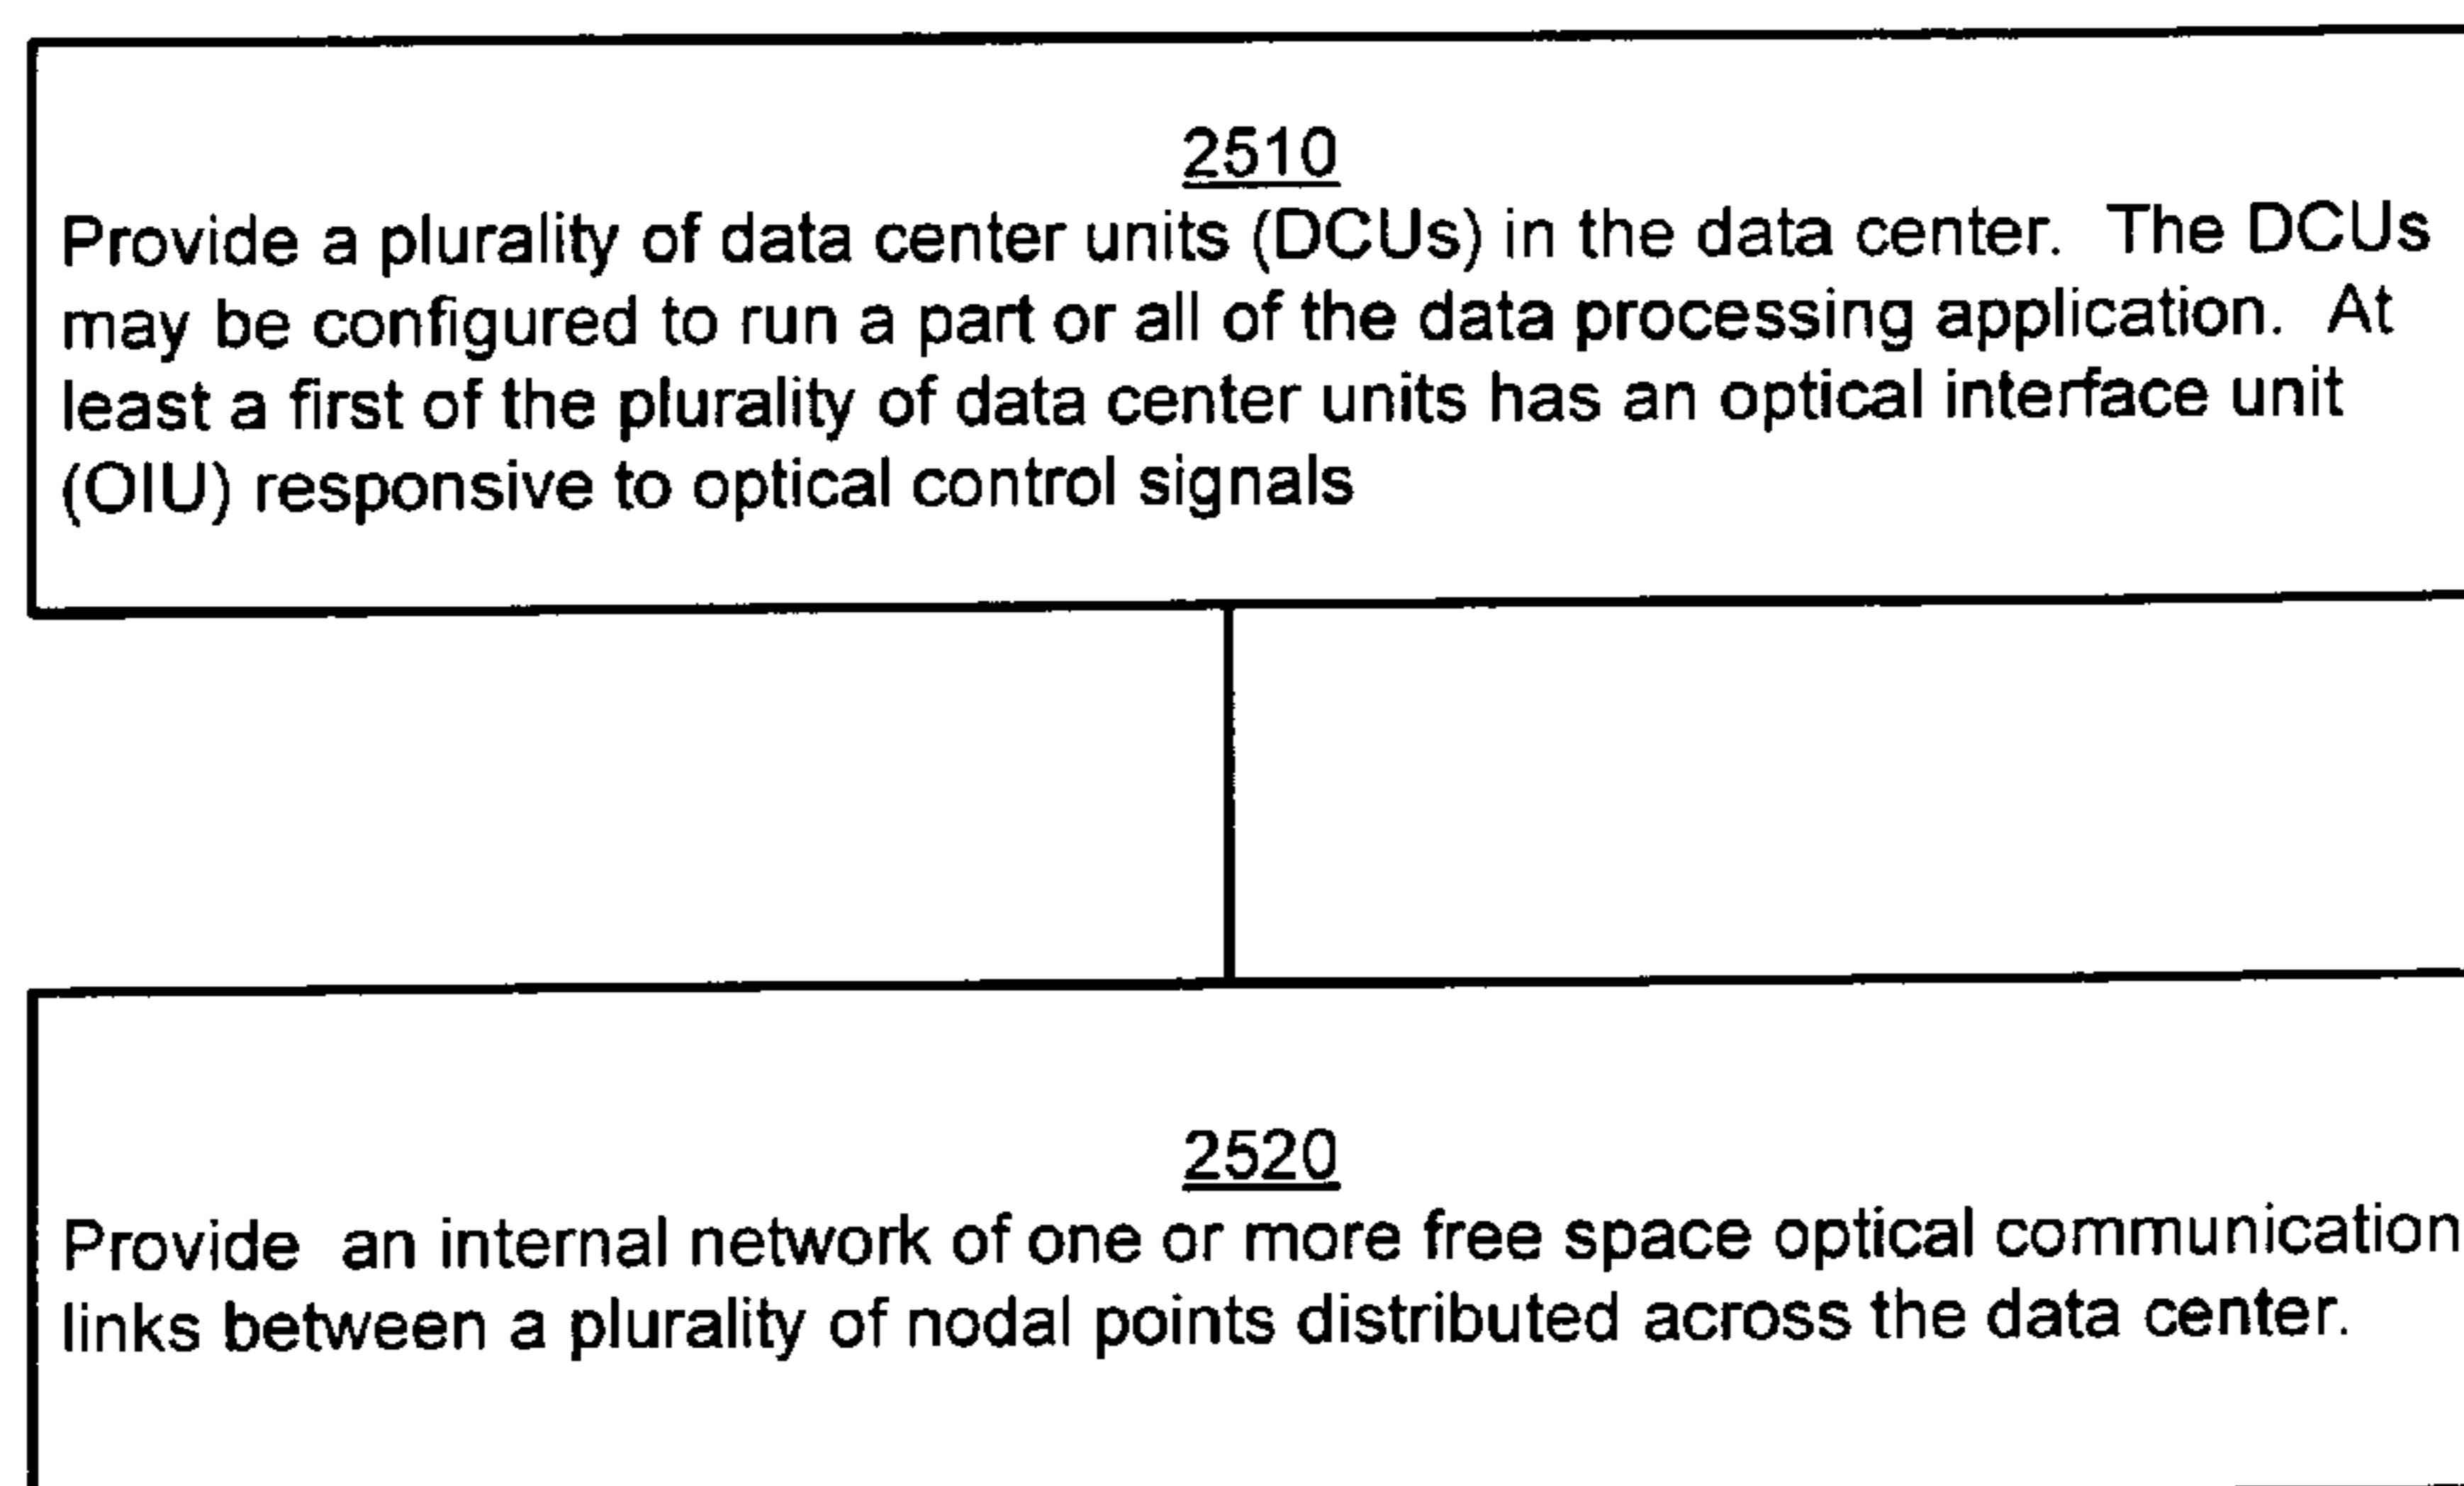 2510
Provide a plurality of data center units (DCUs) in the data center. The DCUs
may be configured to run a part or all of the data processing application. At
least a first of the plurality of data center units has an optical interface unit
(OIU) responsive to optical control signals
2520
Provide an internal network of one or more free space optical communication
links between a plurality of nodal points distributed across the data center.